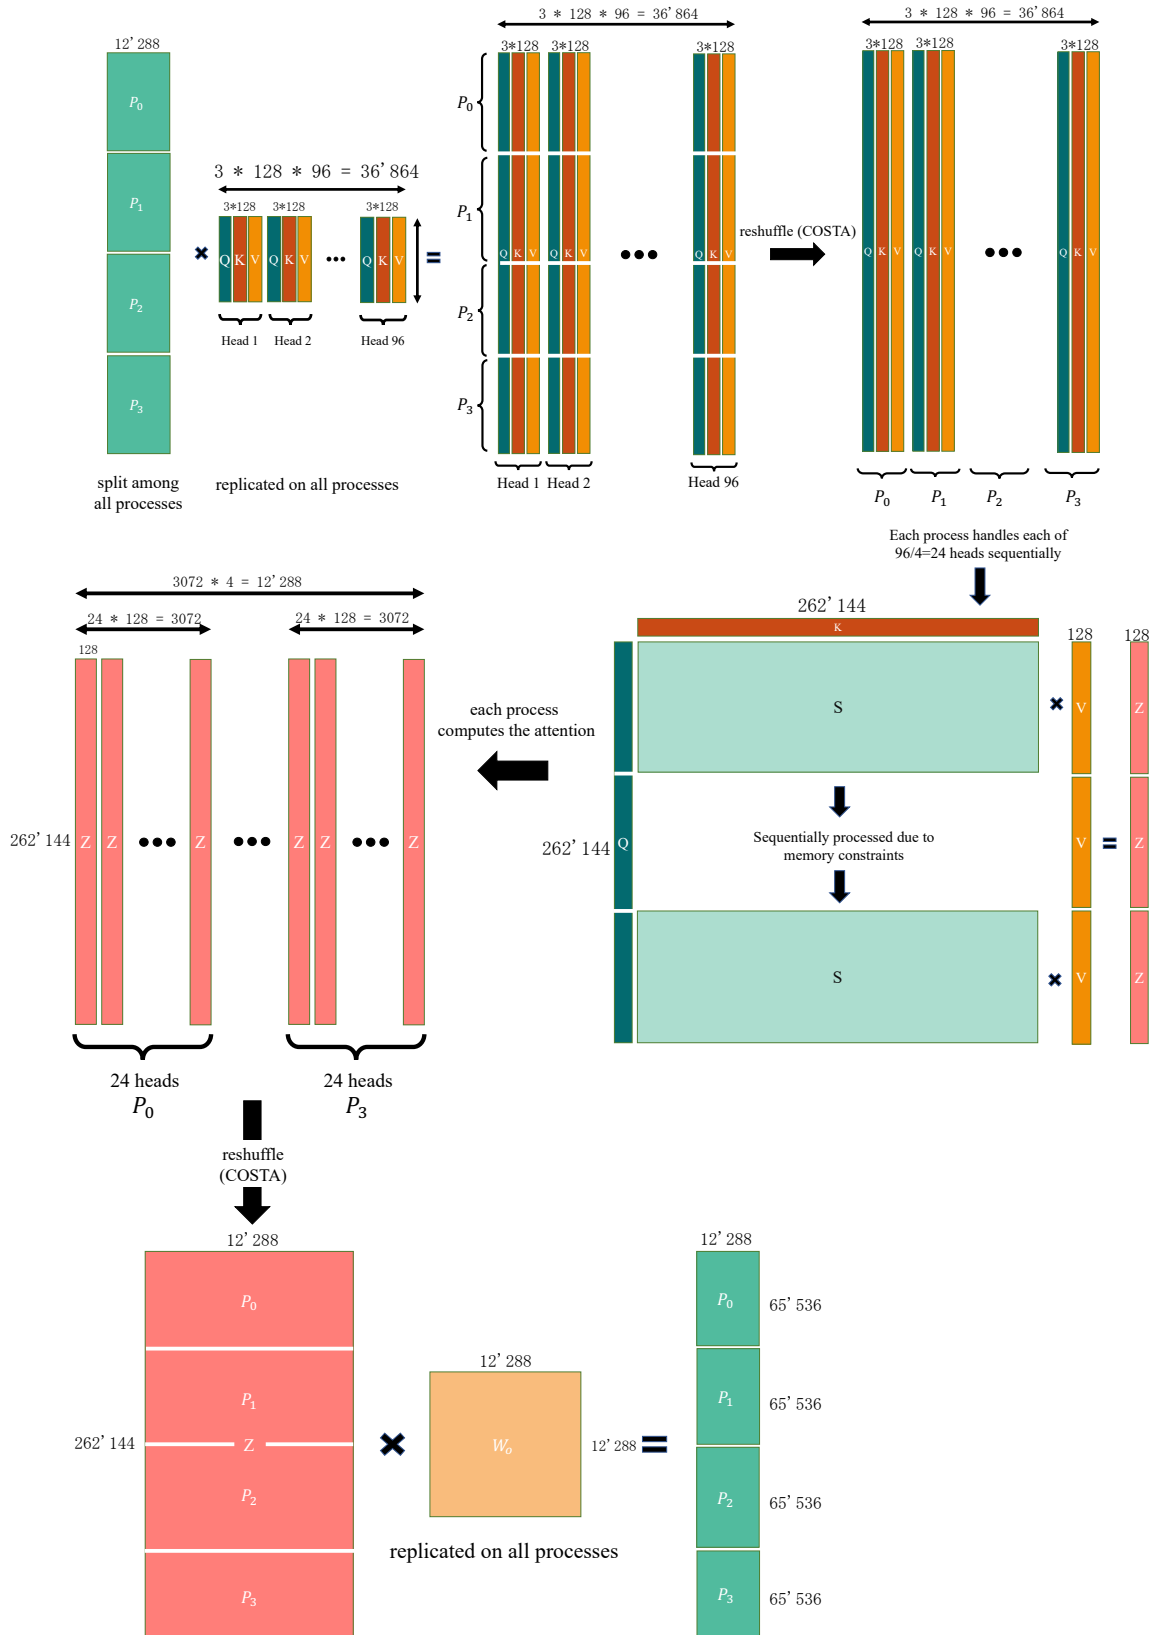 3 * 128 * 96 = 36'864
3 * 128 * 96 = 36'864
12'288
3*128 3*128 3*128
3*128 3*128 3*128
P0
P0
P1
P1
3 * 128 * 96 = 36'864
3*128 3*128 3*128
Q K V Q K V Q K V
Q K V Q K V Q K V
reshuffle (COSTA)
Q K V Q K V Q K V
P2
P2
Head 1 Head 2 Head 96
P3
P3
Head 1 Head 2 Head 96
split among
all processes
replicated on all processes
P0 P1 P2 P3
Each process handles each of
96/4=24 heads sequentially
3072 * 4 = 12'288
24 * 128 = 3072 24 * 128 = 3072
128
262'144
K
128 128
S
V
Z
each process
computes the attention
262'144
Z Z Z Z Z Z
262'144
Q
Sequentially processed due to
memory constraints
V
Z
S
V
Z
24 heads
P0
24 heads
P3
reshuffle
(COSTA)
12'288
P0
P1
262'144
Z
P2
P3
12'288
Wo
12'288
replicated on all processes
12'288
P0
65'536
P1
65'536
P2
65'536
P3
65'536